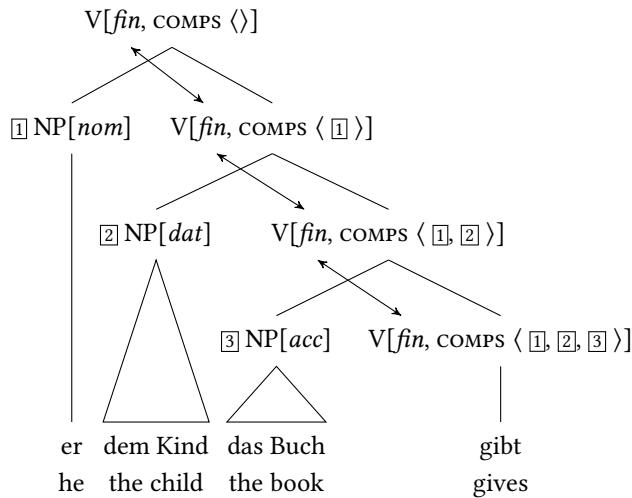 V[fin, COMPS ⟨⟩]
1 NP[nom] V[fin, COMPS ⟨ 1 ⟩]
2 NP[dat] V[fin, COMPS ⟨ 1, 2 ⟩]
3 NP[acc] V[fin, COMPS ⟨ 1, 2, 3 ⟩]
er dem Kind das Buch gibt
he the child the book gives